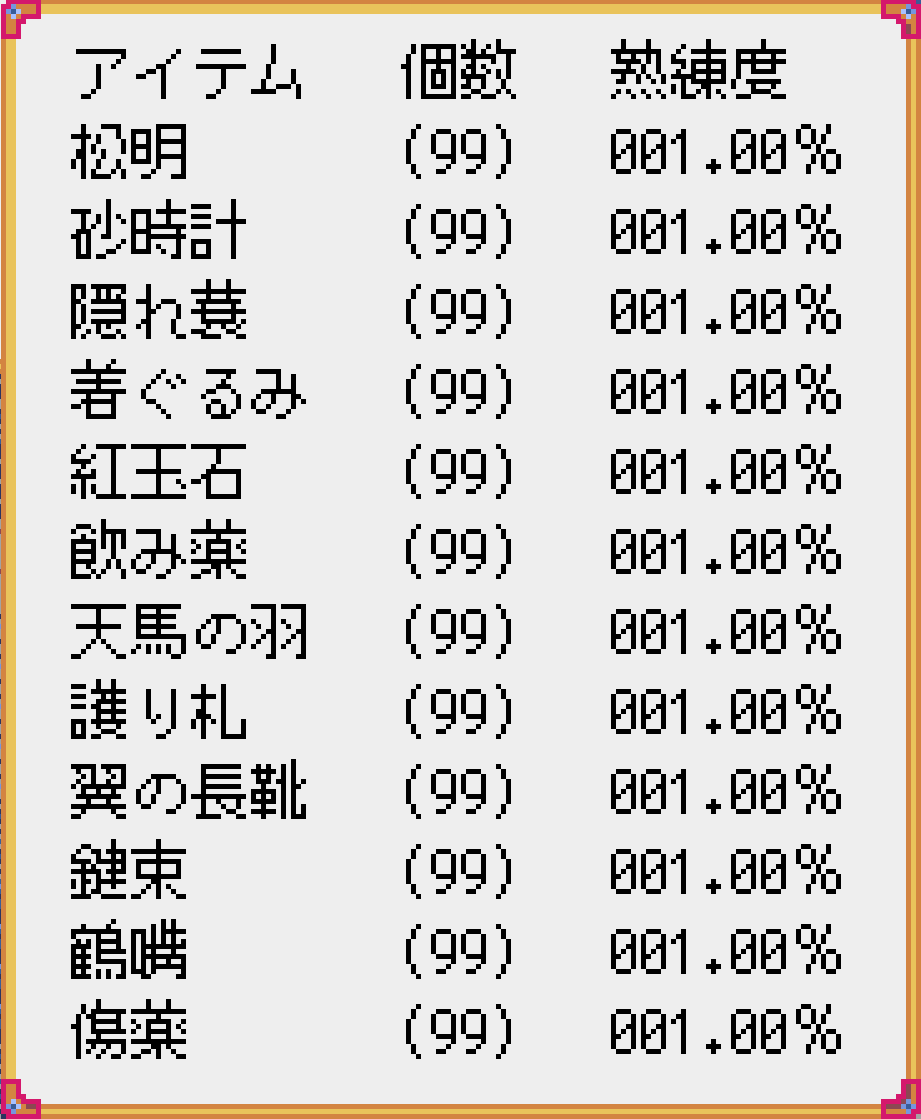 アイテム 個数 熟練度
松明 (99) 001.00%
砂時計 (99) 001.00%
隠れ蓑 (99) 001.00%
着ぐるみ (99) 001.00%
紅玉石 (99) 001.00%
飲み薬 (99) 001.00%
天馬の羽 (99) 001.00%
護り札 (99) 001.00%
翼の長靴 (99) 001.00%
鍵束 (99) 001.00%
鶴嘴 (99) 001.00%
傷薬 (99) 001.00%